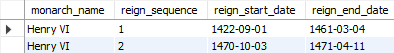 monarch_name reign_sequence reign_start_date reign_end_date
Henry VI 1 1422-09-01 1461-03-04
Henry VI 2 1470-10-03 1471-04-11